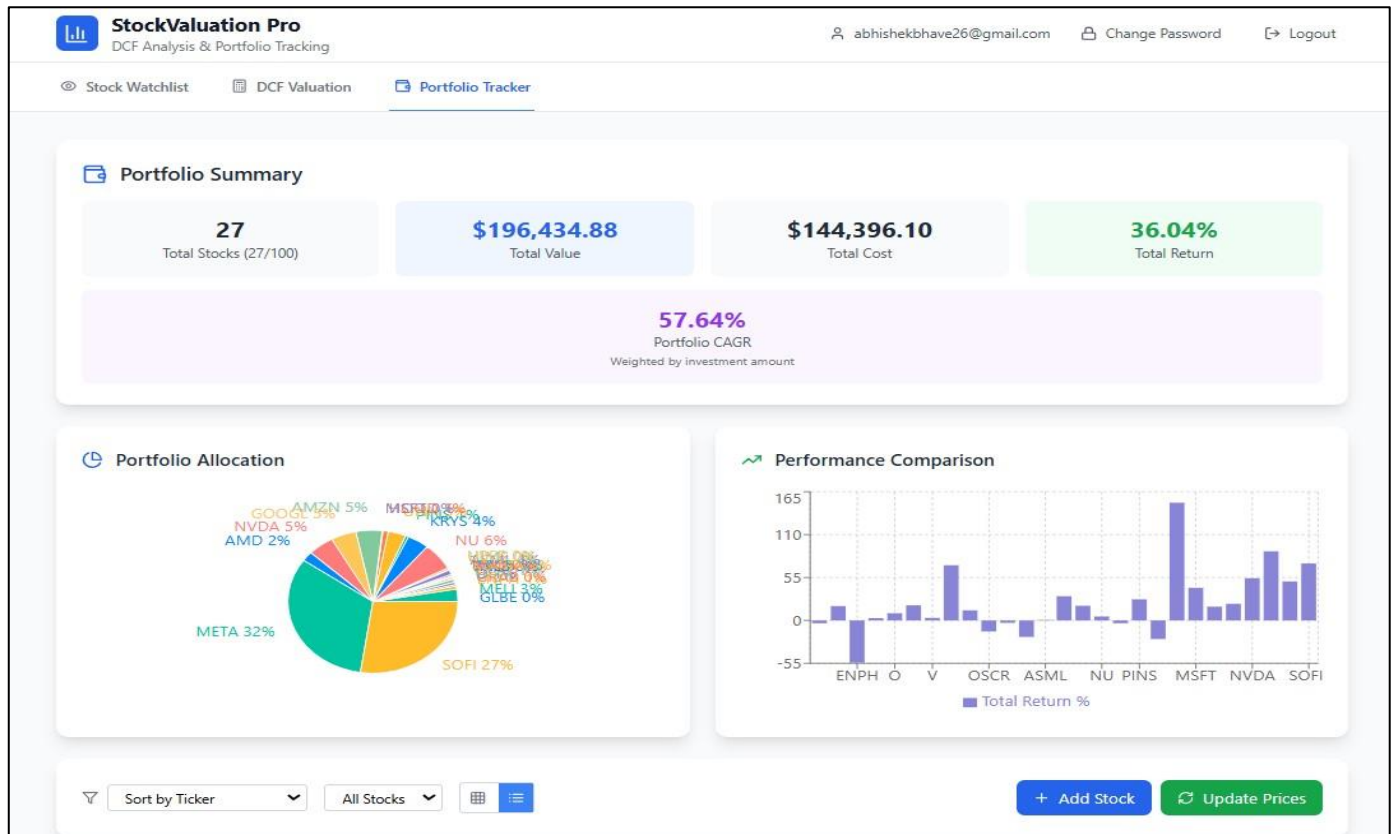 StockValuation Pro
DCF Analysis & Portfolio Tracking
abhishekbhave26@gmail.com Change Password Logout
Stock Watchlist DCF Valuation Portfolio Tracker
Portfolio Summary
27
Total Stocks (27/100)
$196,434.88
Total Value
$144,396.10
Total Cost
36.04%
Total Return
57.64%
Portfolio CAGR
Weighted by investment amount
Portfolio Allocation
AMZN 5%
GOOGL 5%
NVDA 5%
AMD 2%
KRYS 4%
NU 6%
MELI 3%
GLBE 0%
META 32%
SOFI 27%
Performance Comparison
165
110
55
0
-55
ENPH O V OSCR ASML NU PINS MSFT NVDA SOFI
Total Return %
Sort by Ticker All Stocks + Add Stock Update Prices